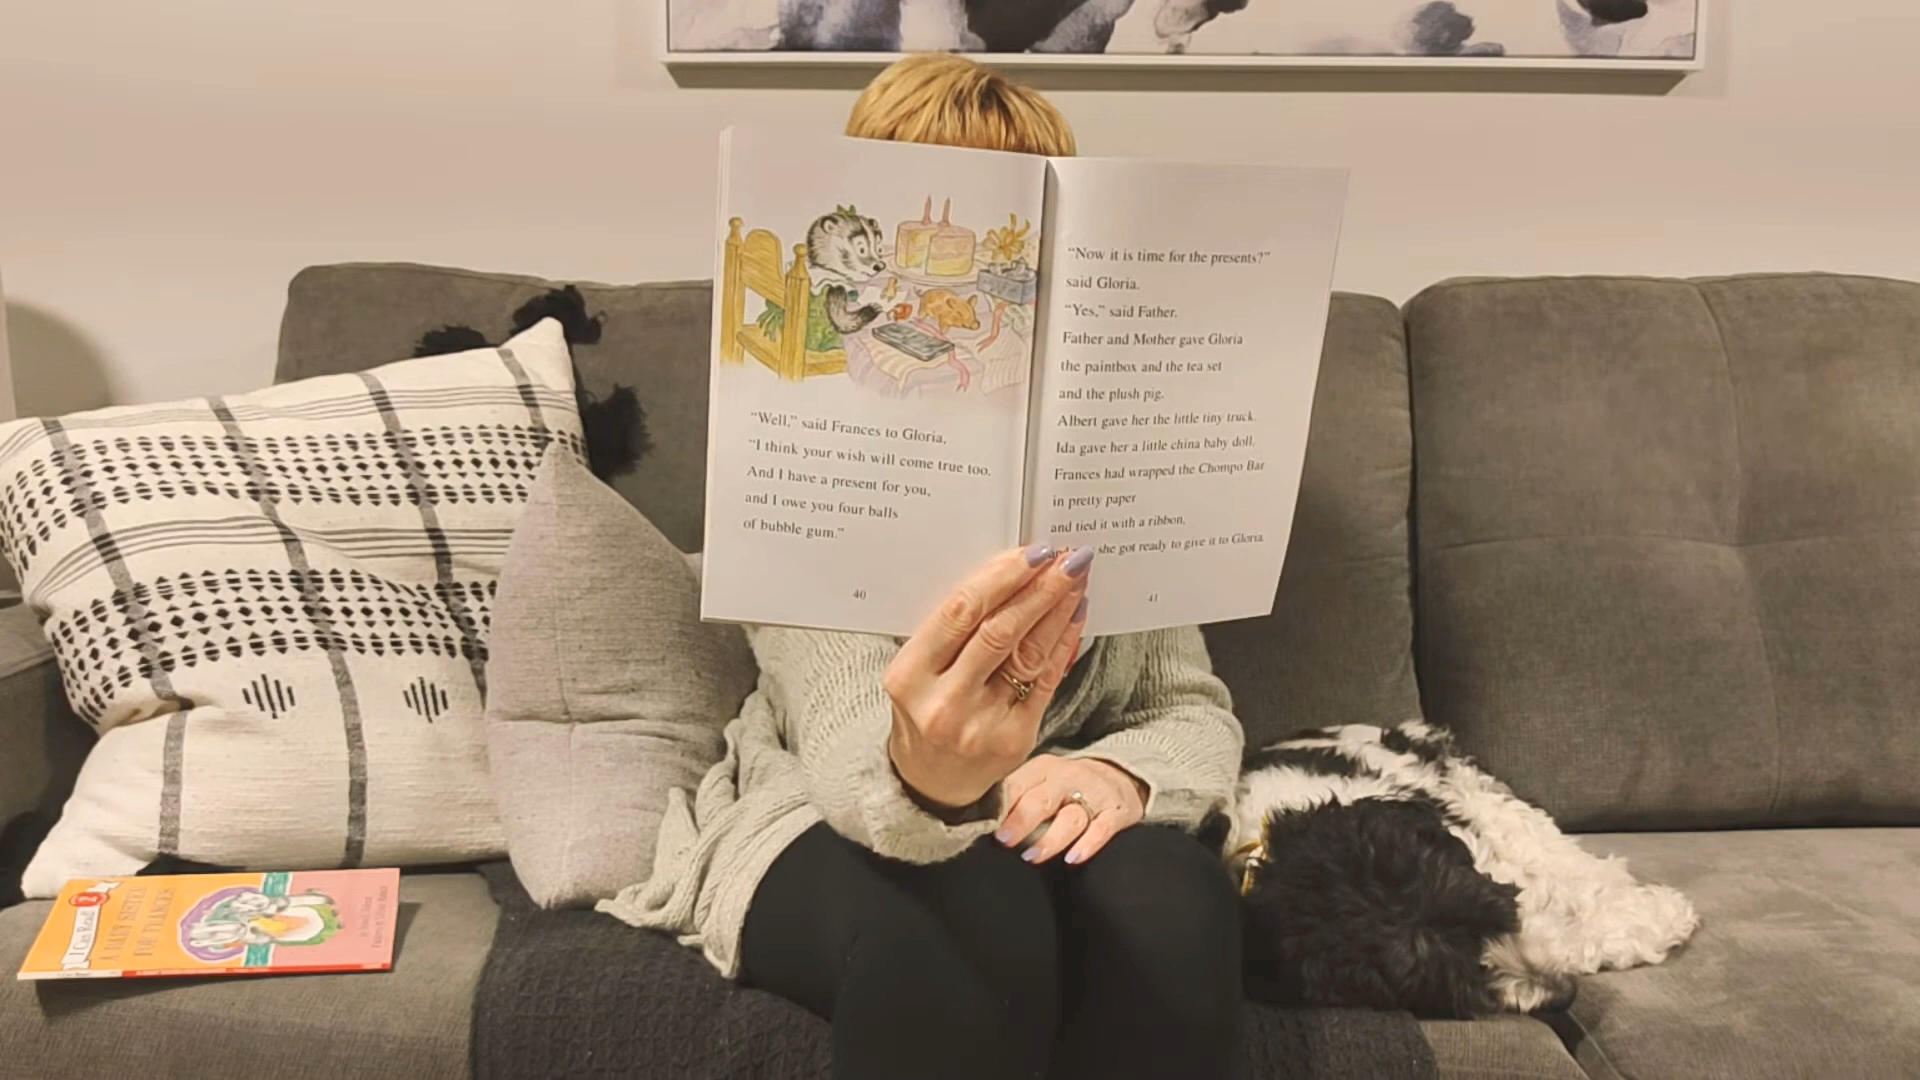 “Well,” said Frances to Gloria,
“I think your wish will come true too.
And I have a present for you,
and I owe you four balls
of bubble gum.”
40
“Now it is time for the presents?”
said Gloria.
“Yes,” said Father.
Father and Mother gave Gloria
the paintbox and the tea set
and the plush pig.
Albert gave her the little tiny truck.
Ida gave her a little china baby doll.
Frances had wrapped the Chompo Bar
in pretty paper
and tied it with a ribbon,
and she got ready to give it to Gloria.
41
I Can Read!
2
A BABY SISTER
FOR FRANCES